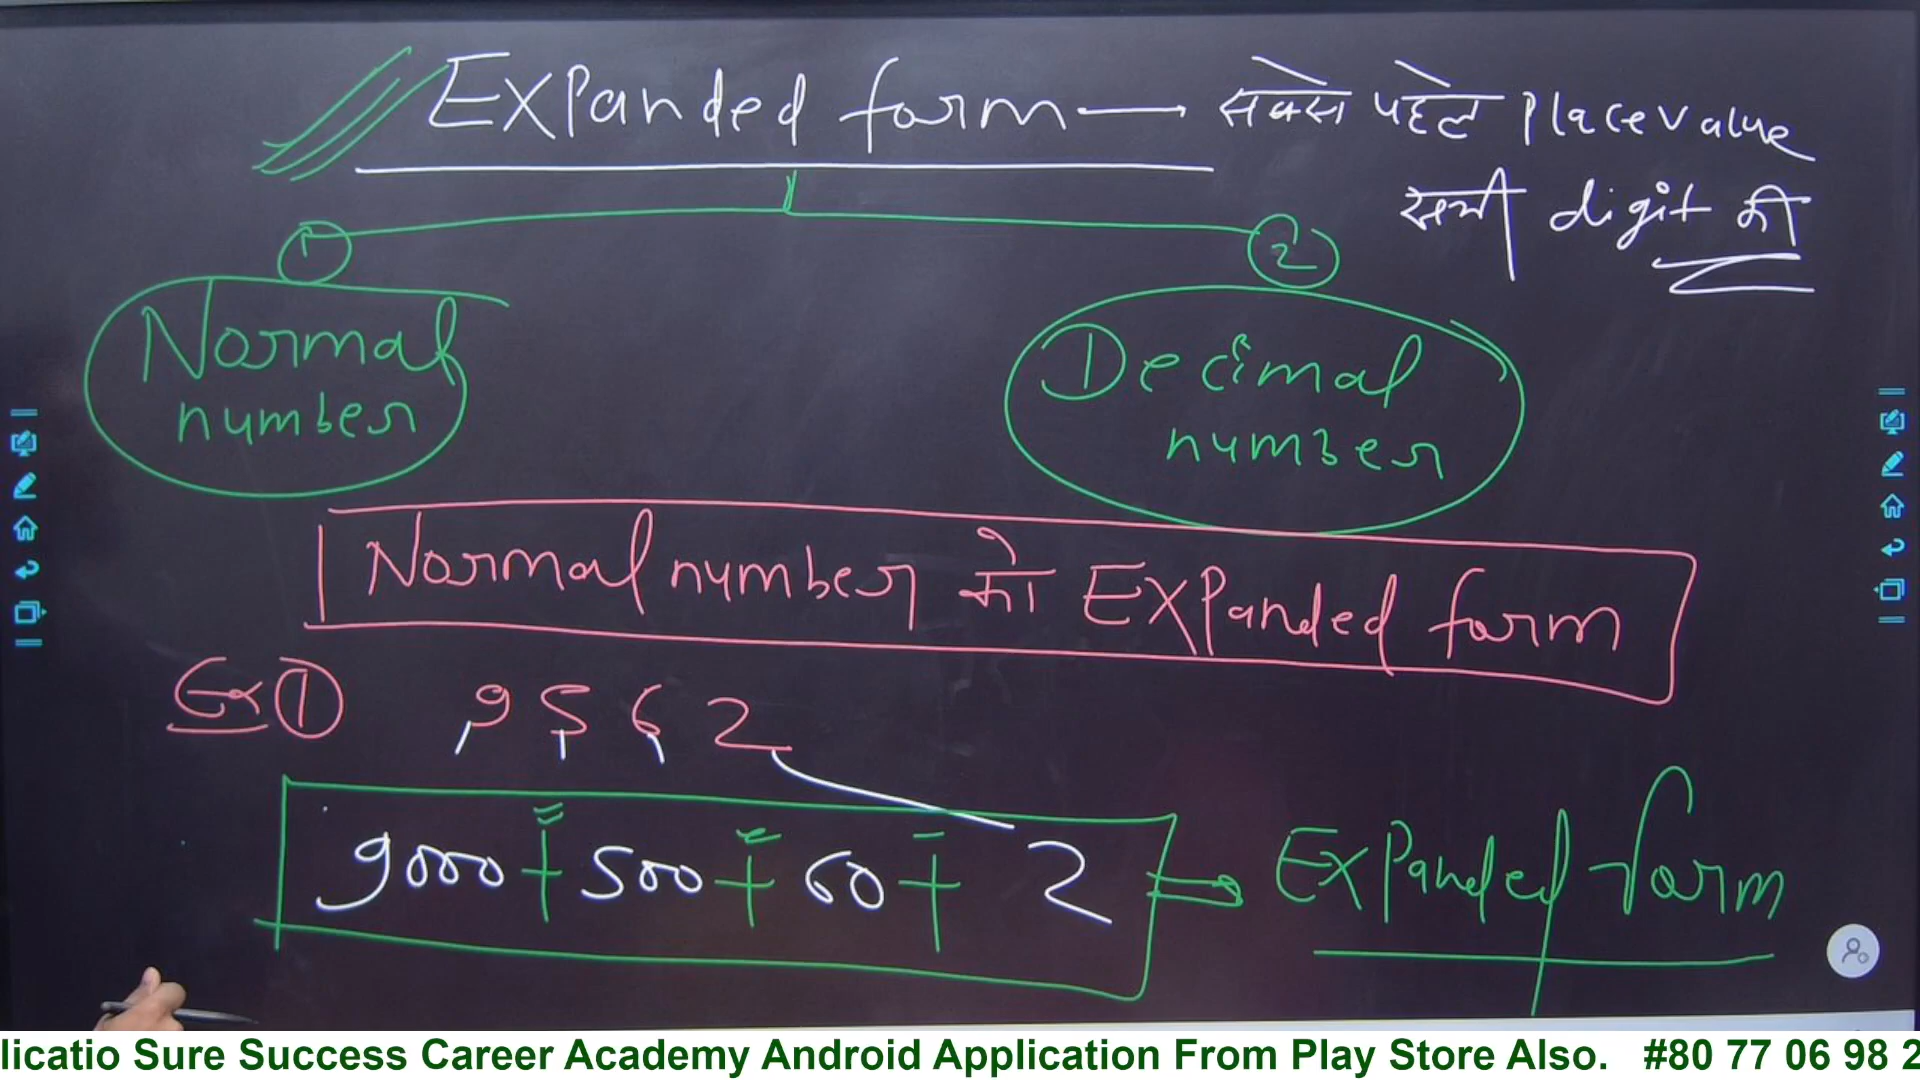 Expanded form → सबसे पहले Place value
सभी digit की
1 2
Normal number
Decimal number
Normal number को Expanded form
Ex 1 9562
9000 + 500 + 60 + 2 ⇒ Expanded form
licatio Sure Success Career Academy Android Application From Play Store Also. #80 77 06 98 2